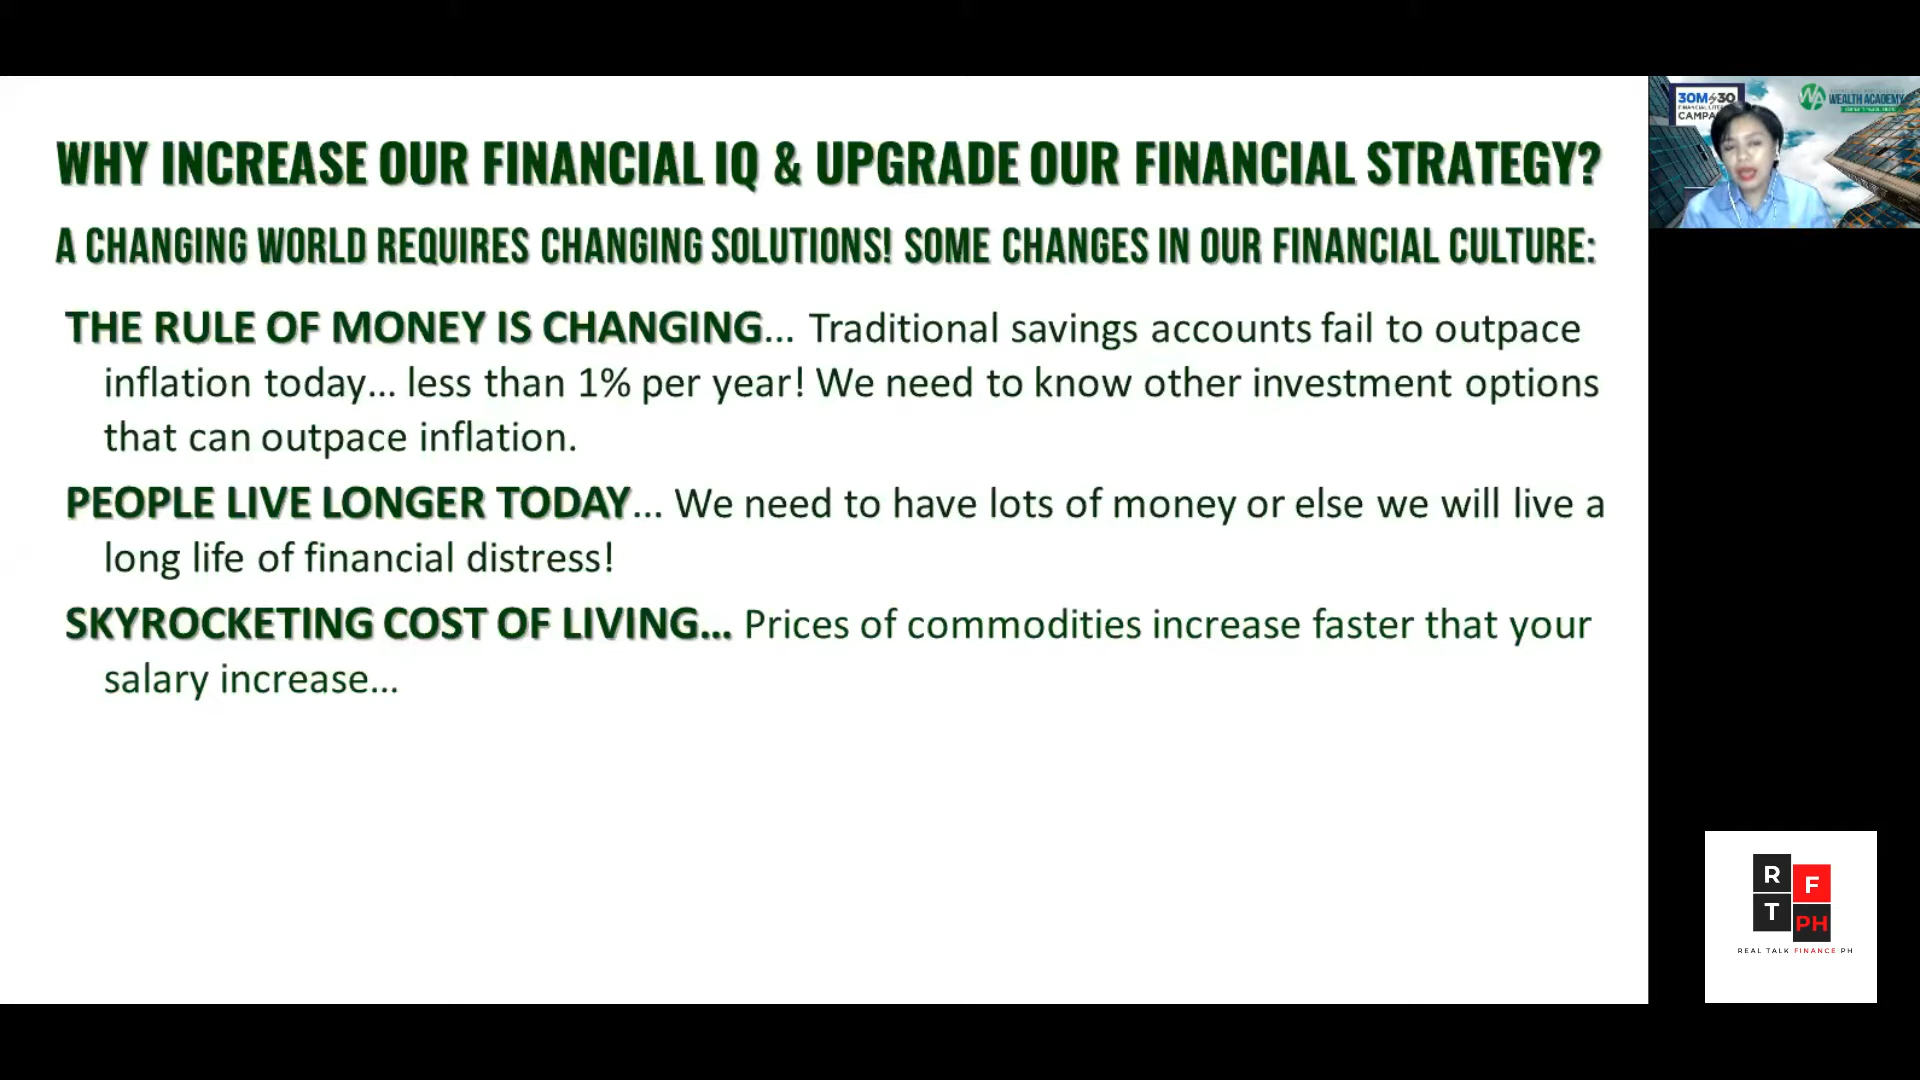 WHY INCREASE OUR FINANCIAL IQ & UPGRADE OUR FINANCIAL STRATEGY?
A CHANGING WORLD REQUIRES CHANGING SOLUTIONS! SOME CHANGES IN OUR FINANCIAL CULTURE:
THE RULE OF MONEY IS CHANGING... Traditional savings accounts fail to outpace
inflation today... less than 1% per year! We need to know other investment options
that can outpace inflation.
PEOPLE LIVE LONGER TODAY... We need to have lots of money or else we will live a
long life of financial distress!
SKYROCKETING COST OF LIVING... Prices of commodities increase faster that your
salary increase...
30M by 30
FINANCIAL
CAMPA
WA
WEALTH ACADEMY
R
F
T
PH
REAL TALK FINANCE PH